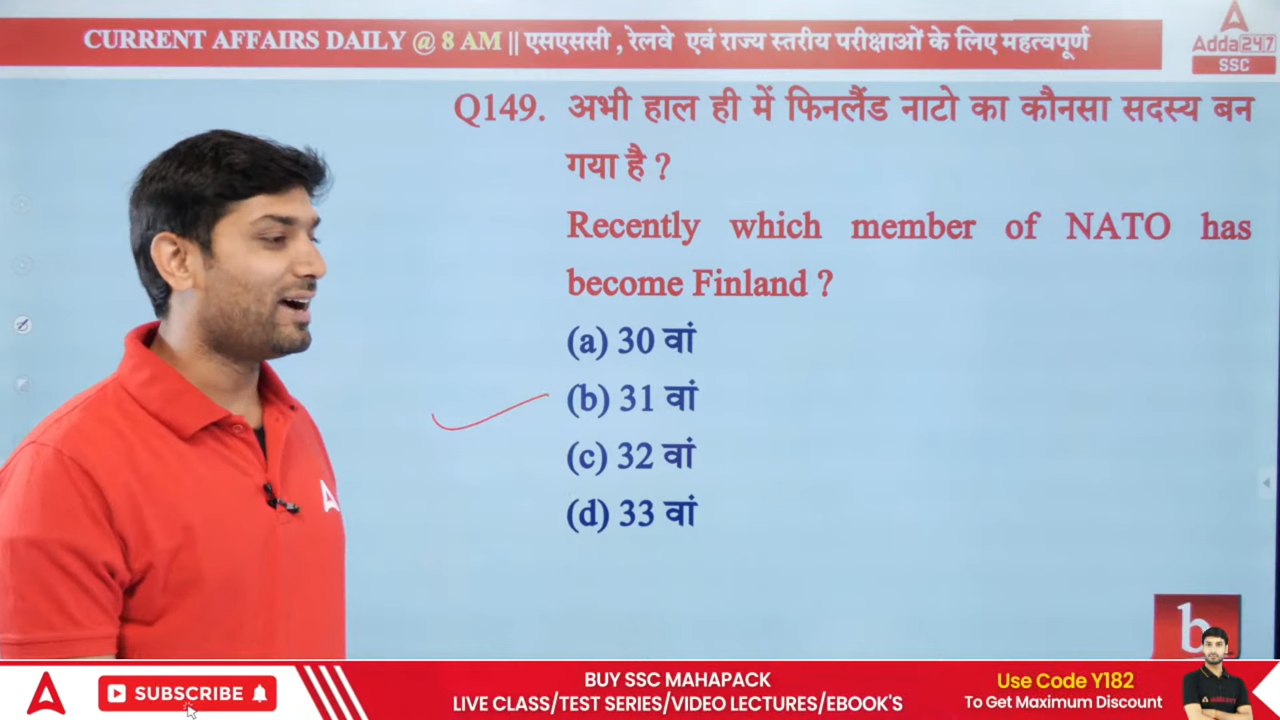 CURRENT AFFAIRS DAILY @ 8 AM || एसएससी , रेलवे एवं राज्य स्तरीय परीक्षाओं के लिए महत्वपूर्ण
Adda247
SSC
Q149. अभी हाल ही में फिनलैंड नाटो का कौनसा सदस्य बन
गया है ?
Recently which member of NATO has
become Finland ?
(a) 30 वां
(b) 31 वां
(c) 32 वां
(d) 33 वां
b
SUBSCRIBE
BUY SSC MAHAPACK
LIVE CLASS/TEST SERIES/VIDEO LECTURES/EBOOK'S
Use Code Y182
To Get Maximum Discount